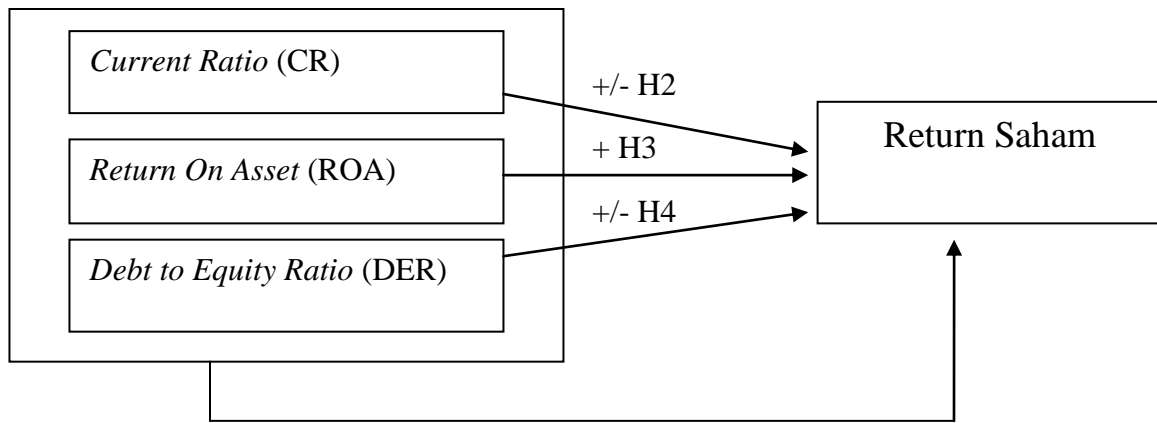 Current Ratio (CR)
+/- H2
Return Saham
Return On Asset (ROA)
+ H3
+/- H4
Debt to Equity Ratio (DER)